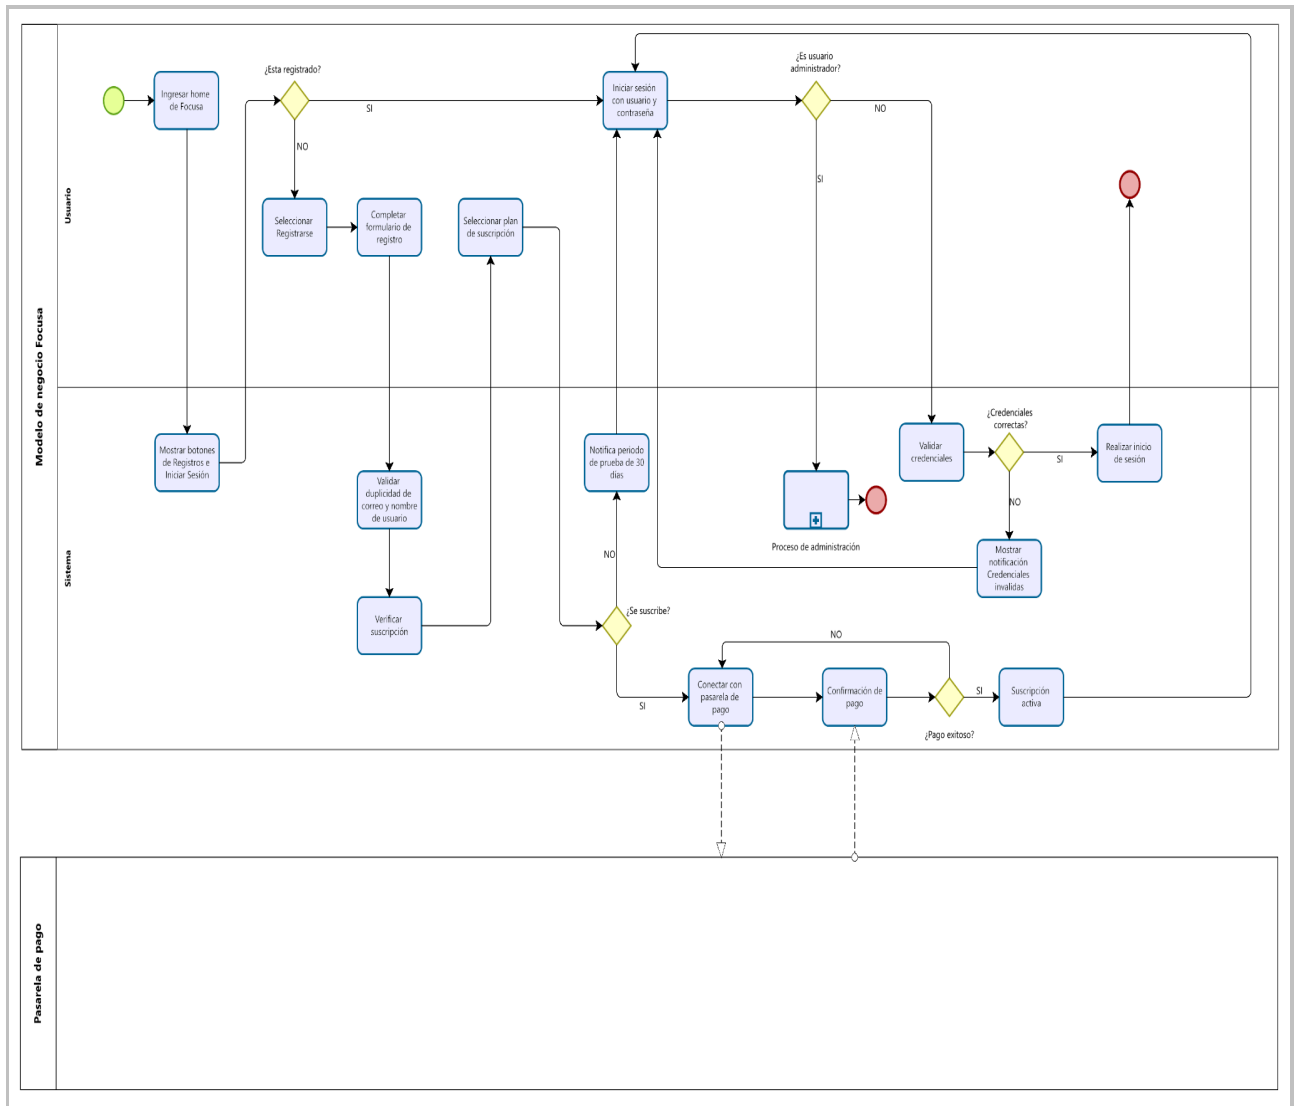 Modelo de negocio Focusa
Usuario
Ingresar home
de Focusa
¿Esta registrado?
SI
NO
Seleccionar
Registrarse
Completar
formulario de
registro
Seleccionar plan
de suscripción
Iniciar sesión
con usuario y
contraseña
¿Es usuario
administrador?
NO
SI
Sistema
Mostrar botones
de Registros e
Iniciar Sesión
Validar
duplicidad de
correo y nombre
de usuario
Verificar
suscripción
Notifica periodo
de prueba de 30
días
NO
¿Se suscribe?
SI
Proceso de administración
Validar
credenciales
¿Credenciales
correctas?
SI
NO
Realizar inicio
de sesión
Mostrar
notificación
Credenciales
invalidas
Conectar con
pasarela de
pago
NO
Confirmación de
pago
SI
¿Pago exitoso?
Suscripción
activa
Pasarela de pago